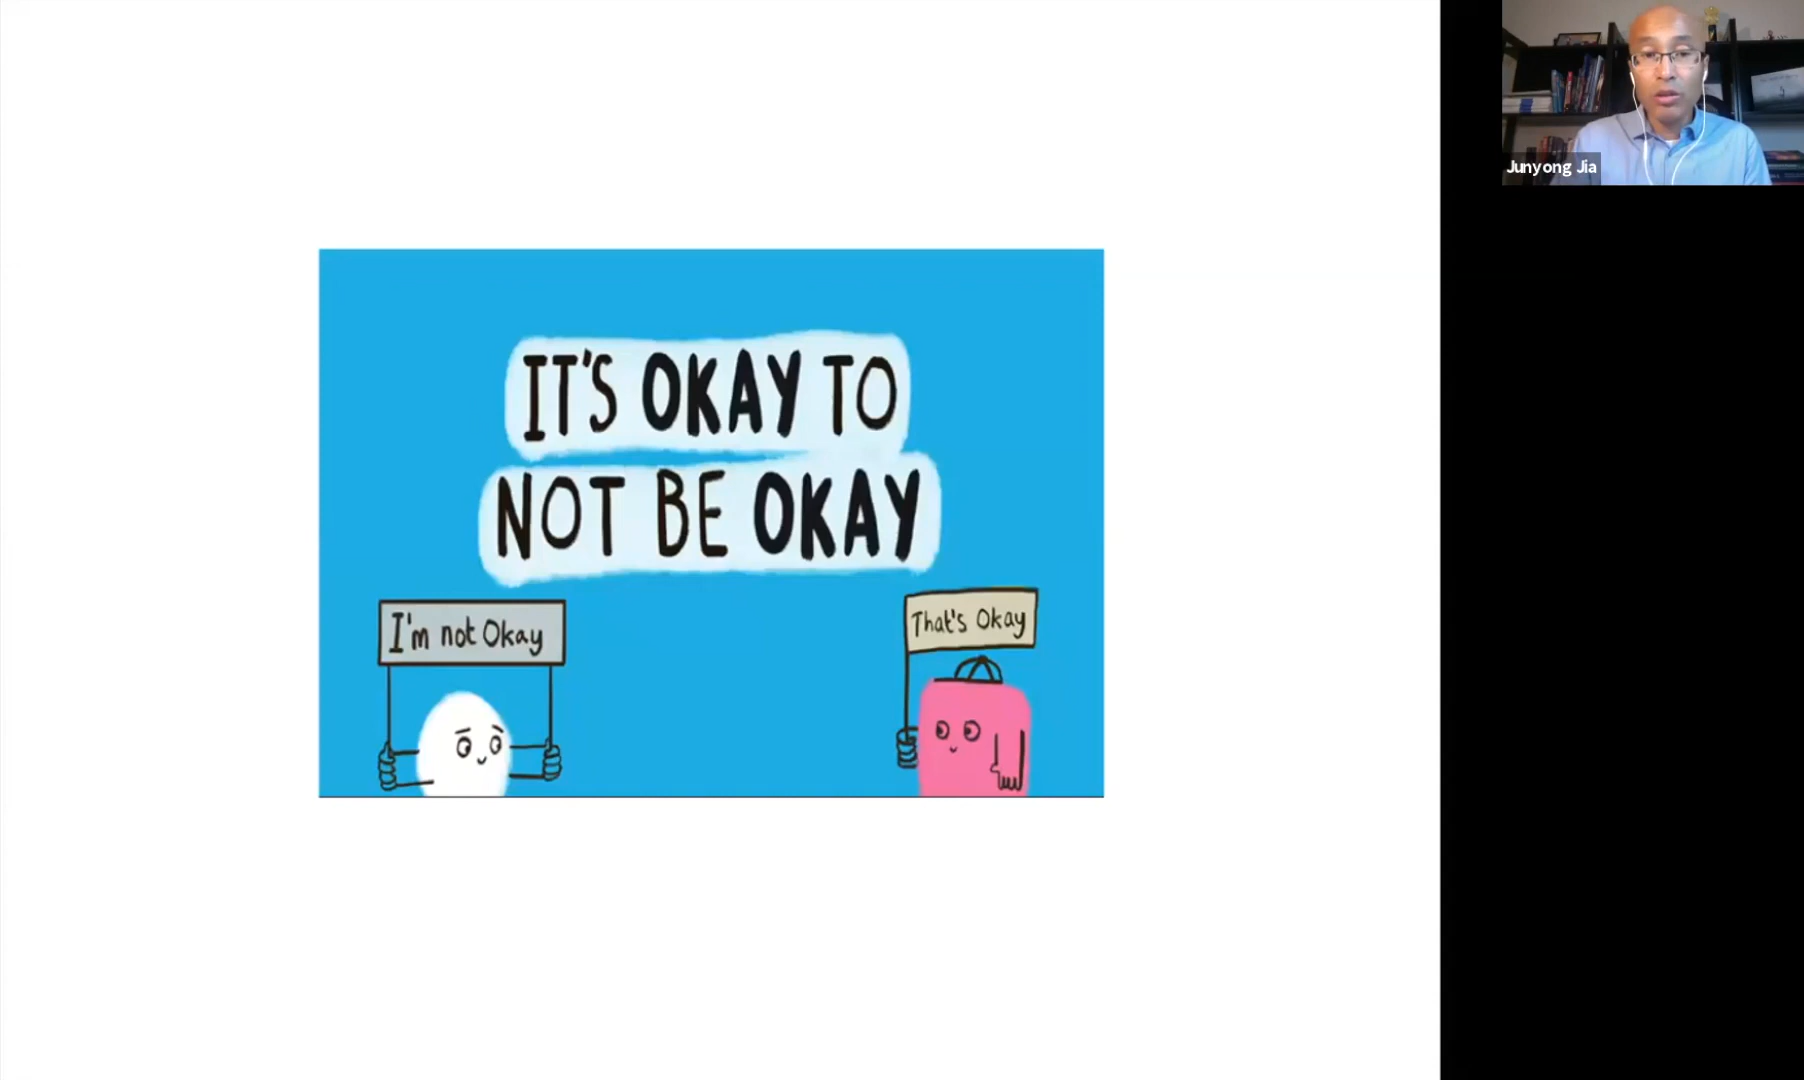 IT'S OKAY TO
NOT BE OKAY
I'm not Okay
That's Okay
Junyong Jia